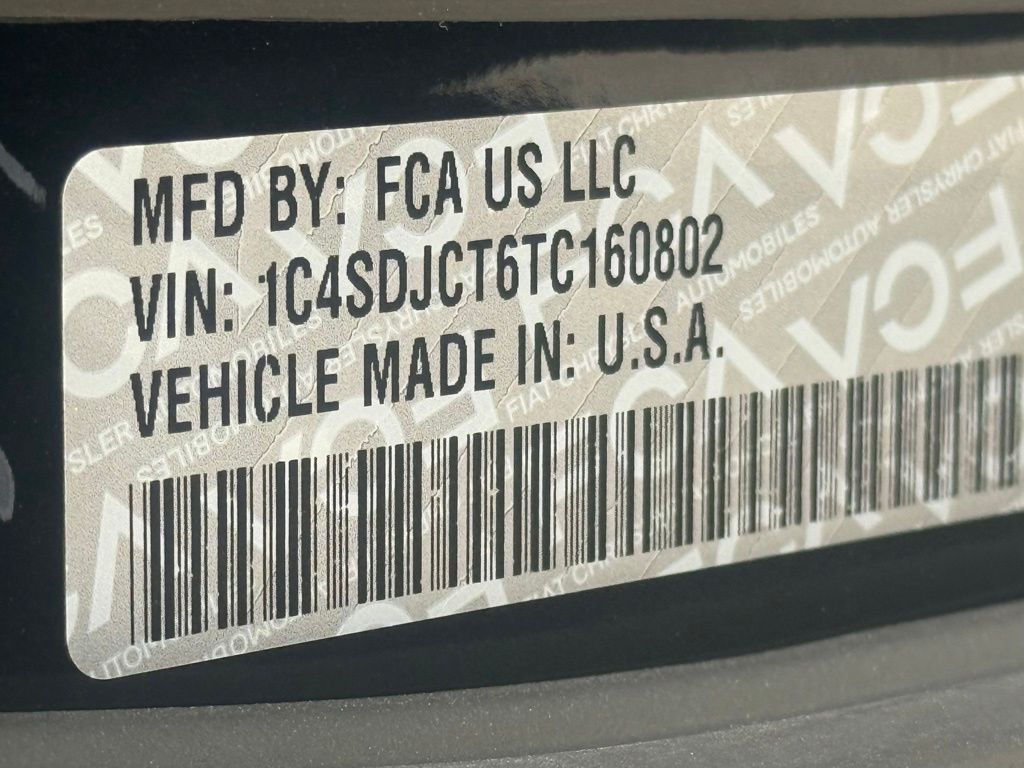 MFD BY: FCA US LLC
VIN: 1C4SDJCT6TC160802
VEHICLE MADE IN: U.S.A.